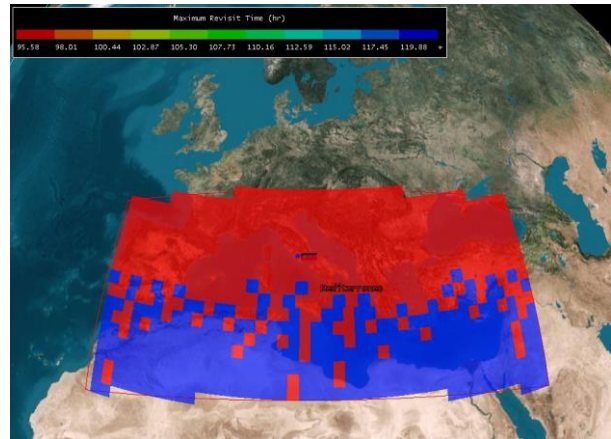 Maximum Revisit Time (hr)
95.58 98.01 100.44 102.87 105.30 107.73 110.16 112.59 115.02 117.45 119.88 +
Mediterraneo